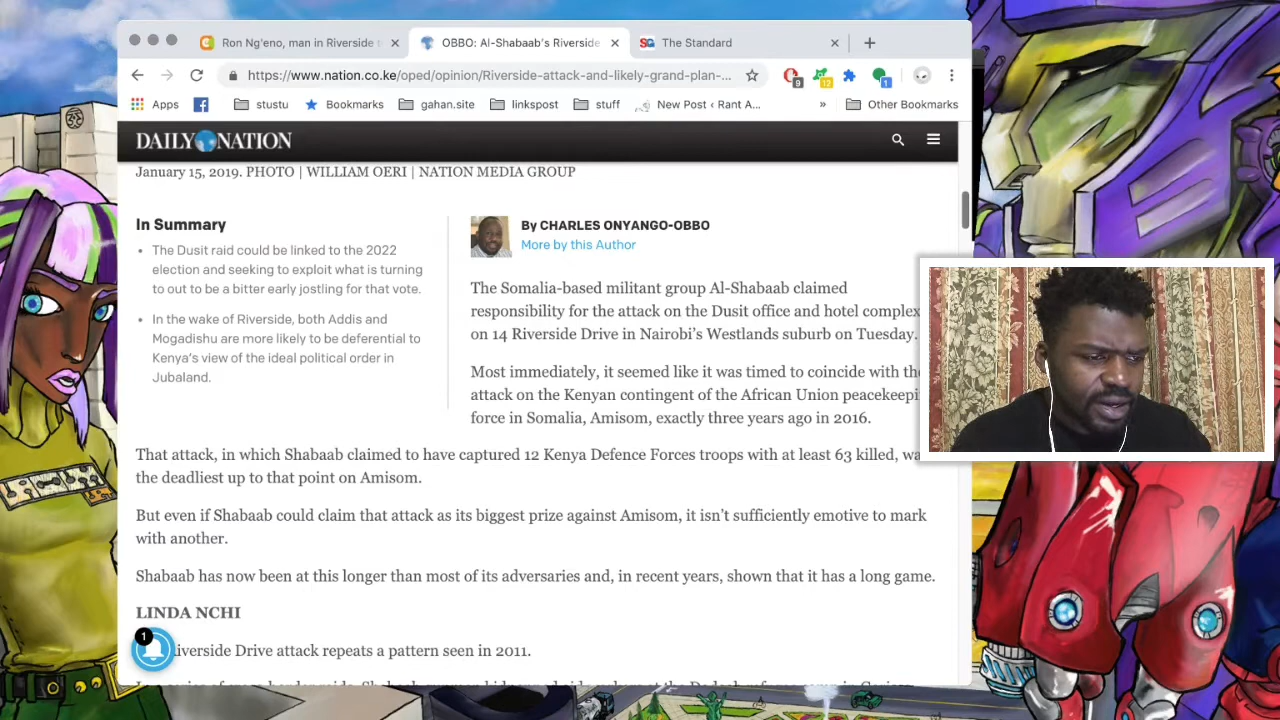 Ron Ng'eno, man in Riverside
OBBO: Al-Shabaab's Riverside
SG The Standard
https://www.nation.co.ke/oped/opinion/Riverside-attack-and-likely-grand-plan-...
9
12
1
Apps
stustu
Bookmarks
gahan.site
linkspost
stuff
New Post ‹ Rant A...
»
Other Bookmarks
DAILY NATION
January 15, 2019. PHOTO | WILLIAM OERI | NATION MEDIA GROUP
In Summary
• The Dusit raid could be linked to the 2022
election and seeking to exploit what is turning
to out to be a bitter early jostling for that vote.
• In the wake of Riverside, both Addis and
Mogadishu are more likely to be deferential to
Kenya's view of the ideal political order in
Jubaland.
By CHARLES ONYANGO-OBBO
More by this Author
The Somalia-based militant group Al-Shabaab claimed
responsibility for the attack on the Dusit office and hotel complex
on 14 Riverside Drive in Nairobi's Westlands suburb on Tuesday.
Most immediately, it seemed like it was timed to coincide with the
attack on the Kenyan contingent of the African Union peacekeepi
force in Somalia, Amisom, exactly three years ago in 2016.
That attack, in which Shabaab claimed to have captured 12 Kenya Defence Forces troops with at least 63 killed, wa
the deadliest up to that point on Amisom.
But even if Shabaab could claim that attack as its biggest prize against Amisom, it isn't sufficiently emotive to mark
with another.
Shabaab has now been at this longer than most of its adversaries and, in recent years, shown that it has a long game.
LINDA NCHI
1
iverside Drive attack repeats a pattern seen in 2011.